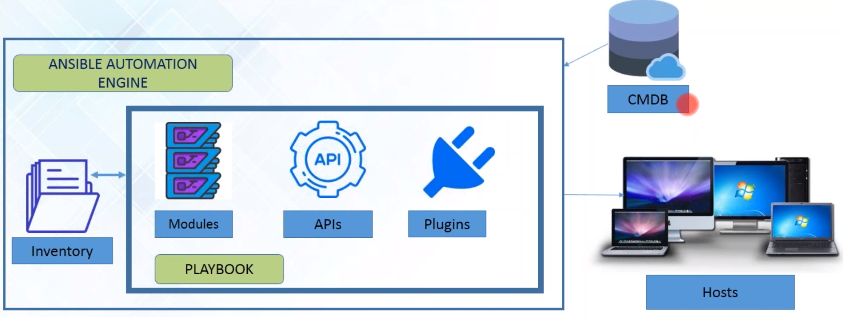 ANSIBLE AUTOMATION
ENGINE
CMDB
API
Modules
APIs
Plugins
Inventory
PLAYBOOK
Hosts